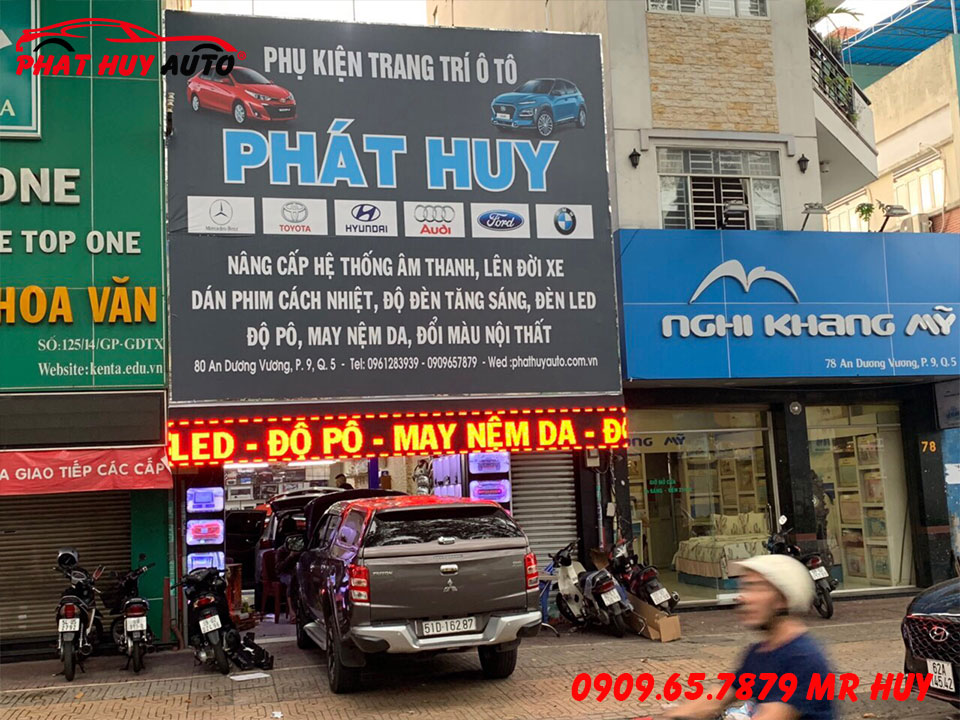 PHAT HUY AUTO®
PHỤ KIỆN TRANG TRÍ Ô TÔ
PHÁT HUY
Mercedes-Benz
TOYOTA
HYUNDAI
Audi
Ford
BMW
NÂNG CẤP HỆ THỐNG ÂM THANH, LÊN ĐỜI XE
DÁN PHIM CÁCH NHIỆT, ĐỘ ĐÈN TĂNG SÁNG, ĐÈN LED
ĐỘ PÔ, MAY NỆM DA, ĐỔI MÀU NỘI THẤT
80 An Dương Vương, P. 9, Q. 5 - Tel: 0961283939 - 0909657879 - Wed :phathuyauto.com.vn
LED - ĐỘ PÔ - MAY NỆM DA - ĐỘ
A
ONE
E TOP ONE
HOA VĂN
SỐ:125/14/GP-GDTX
Website:kenta.edu.vn
A GIAO TIẾP CÁC CẤP
NGHI KHANG MỸ
78 An Dương Vương, P. 9, Q. 5
ANG MỸ
78
51D-162.87
62A
0909.65.7879 MR HUY